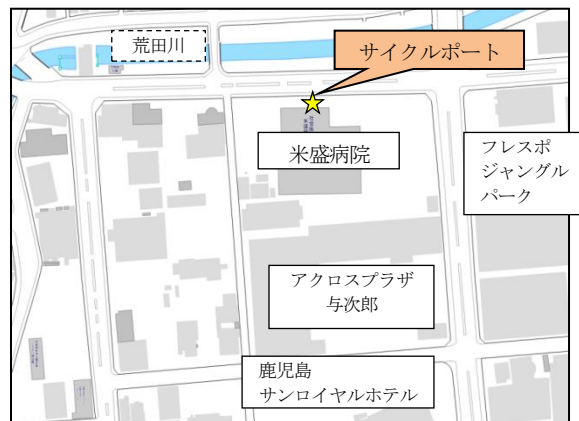 荒田川
サイクルポート
米盛病院
フレスポ
ジャングル
パーク
アクロスプラザ
与次郎
鹿児島
サンロイヤルホテル